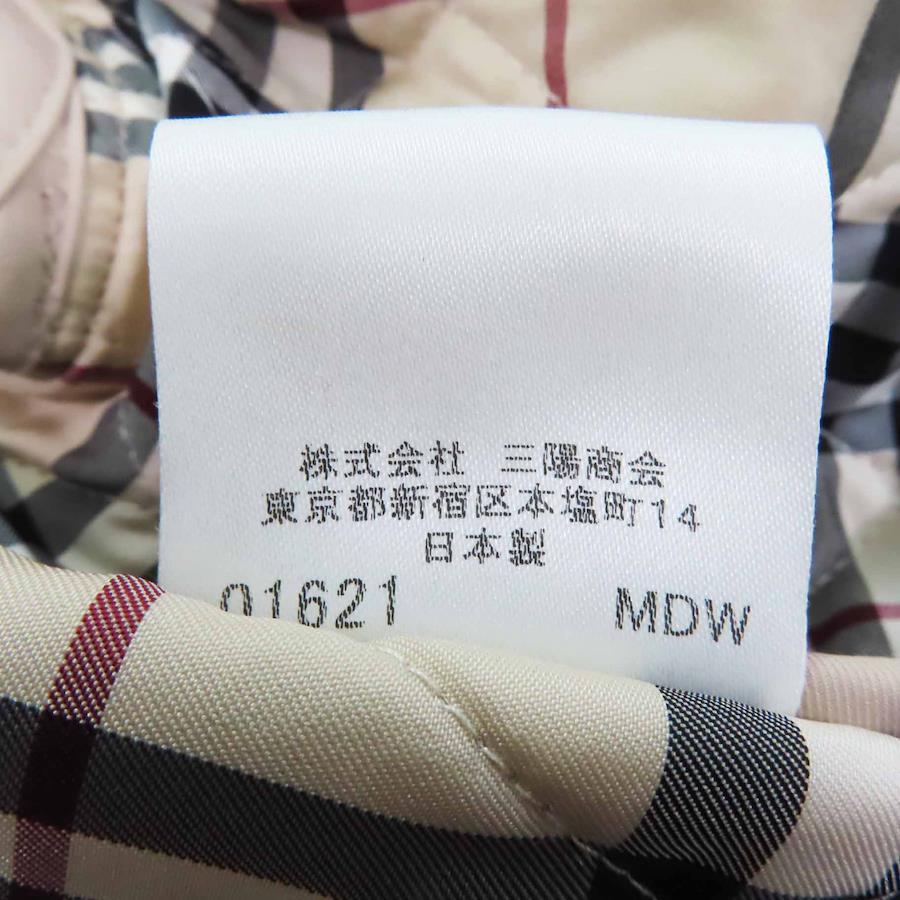 株式会社 三陽商会
東京都新宿区本塩町14
日本製
01621 MDW